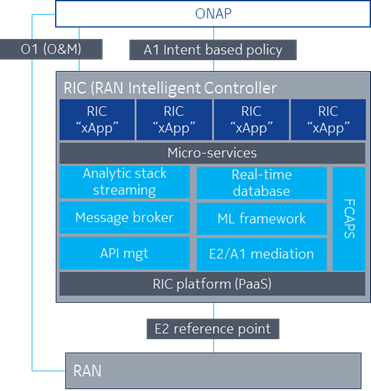 ONAP
O1 (O&M)
A1 Intent based policy
RIC (RAN Intelligent Controller
RIC
“xApp”
RIC
“xApp”
RIC
“xApp”
RIC
“xApp”
Micro-services
Analytic stack
streaming
Real-time
database
Message broker
ML framework
API mgt
E2/A1 mediation
FCAPS
RIC platform (PaaS)
E2 reference point
RAN